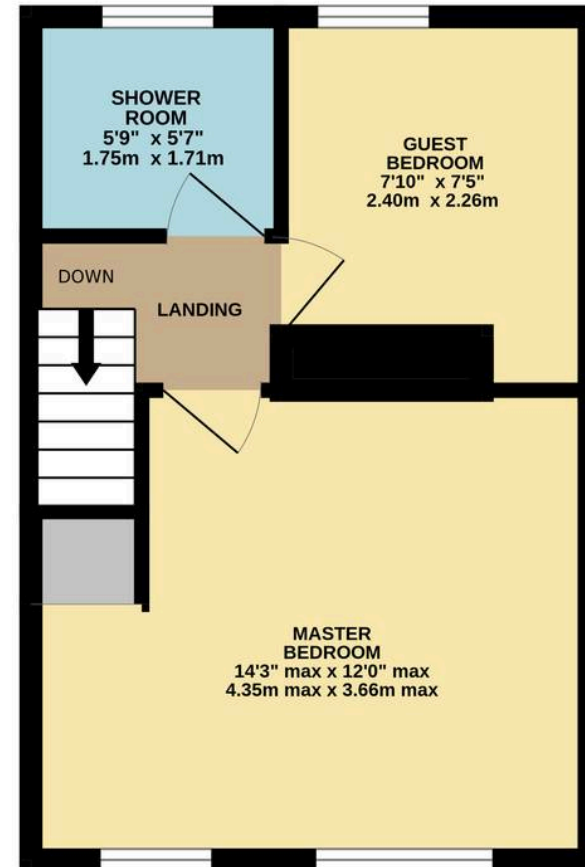 SHOWER
ROOM
5'9" x 5'7"
1.75m x 1.71m
GUEST
BEDROOM
7'10" x 7'5"
2.40m x 2.26m
DOWN
LANDING
MASTER
BEDROOM
14'3" max x 12'0" max
4.35m max x 3.66m max